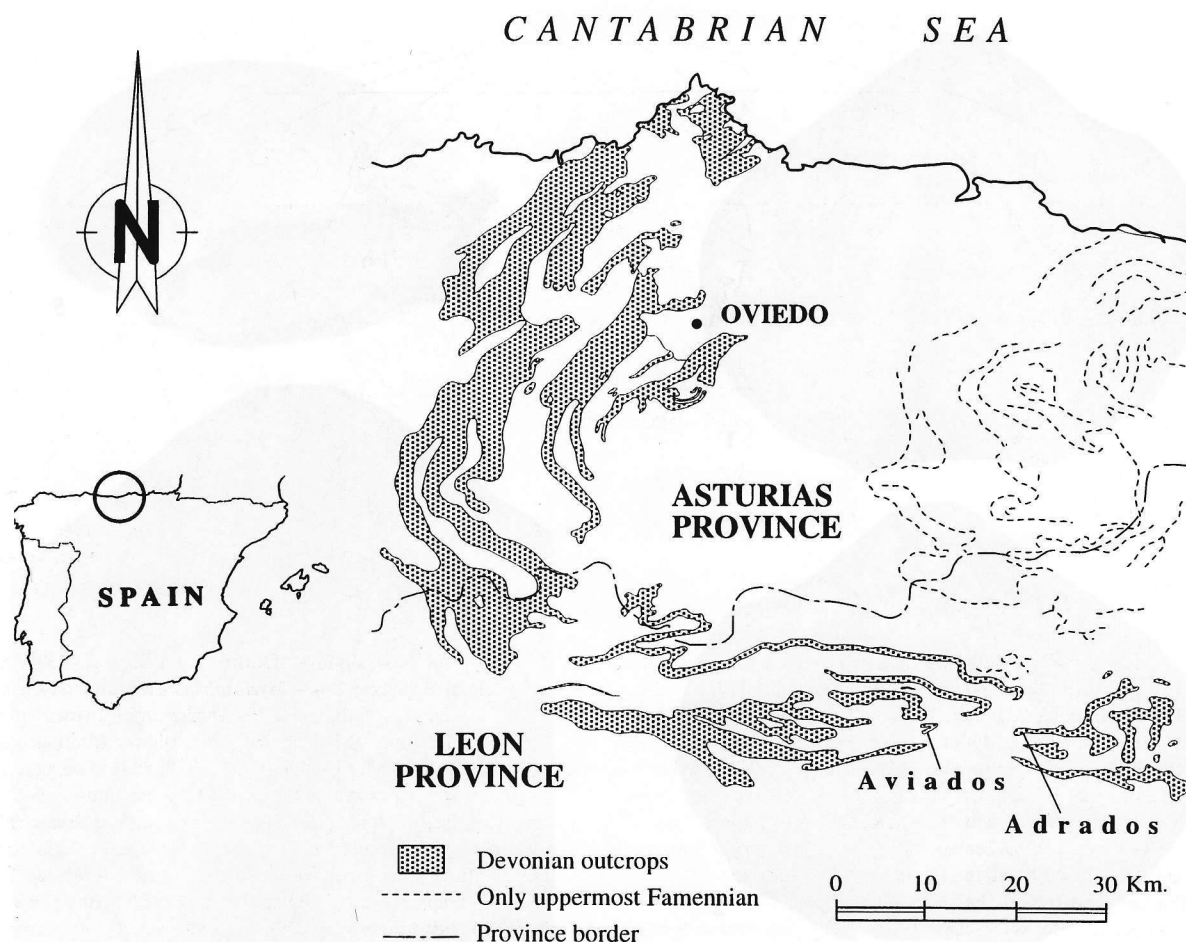 CANTABRIAN SEA
N
OVIEDO
ASTURIAS
PROVINCE
SPAIN
LEON
PROVINCE
Aviados
Adrados
Devonian outcrops
Only uppermost Famennian
Province border
0 10 20 30 Km.